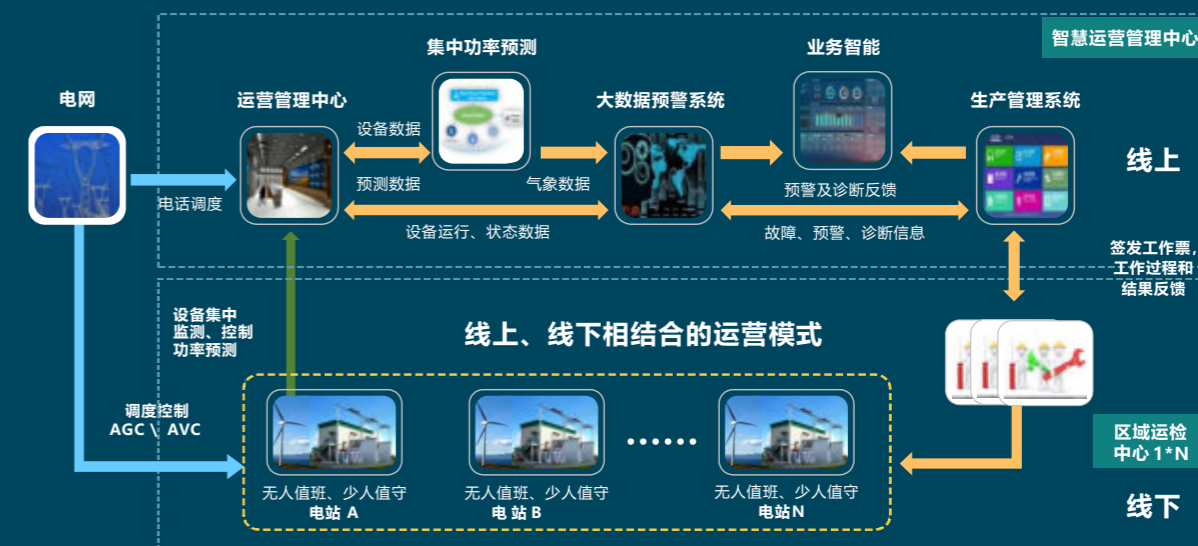 智慧运营管理中心
集中功率预测
业务智能
电网
运营管理中心
大数据预警系统
生产管理系统
设备数据
预测数据
气象数据
预警及诊断反馈
线上
电话调度
设备运行、状态数据
故障、预警、诊断信息
签发工作票,
工作过程和
结果反馈
设备集中
监测、控制
功率预测
线上、线下相结合的运营模式
调度控制
AGC \ AVC
区域运检
中心 1*N
无人值班、少人值守
电站 A
无人值班、少人值守
电 站 B
无人值班、少人值守
电站N
线下